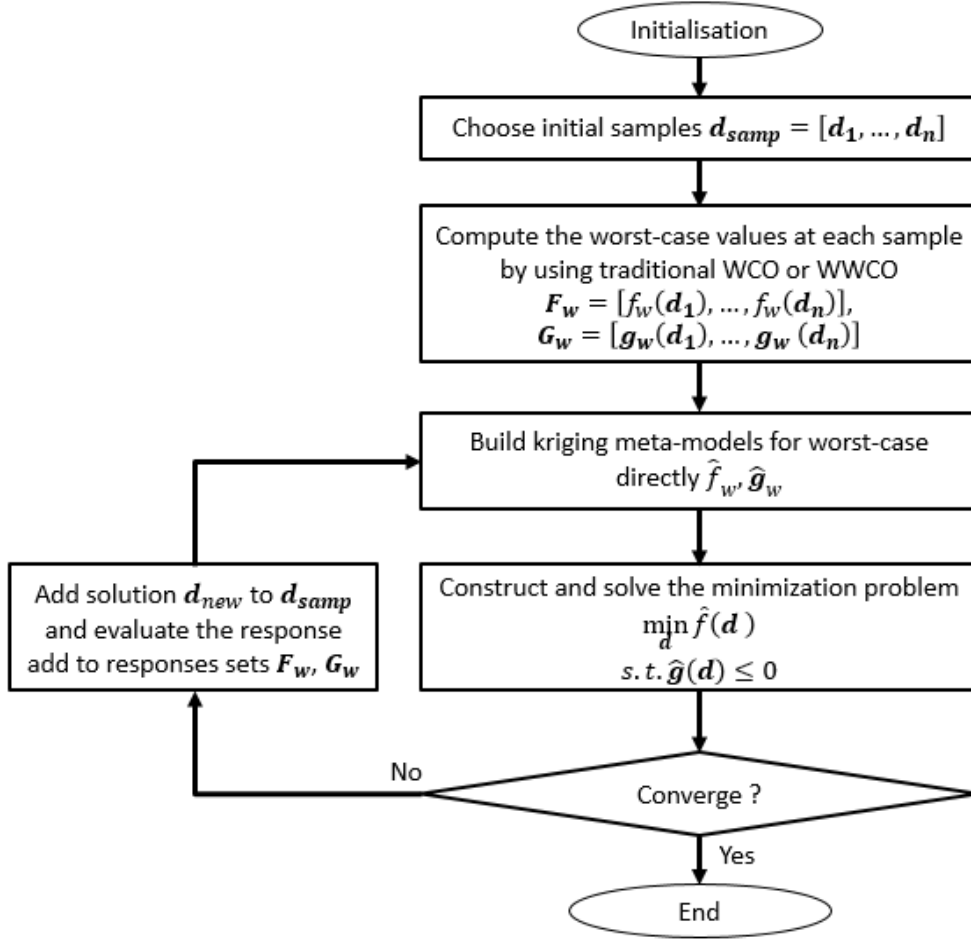 Initialisation
Choose initial samples d_samp = [d_1, …, d_n]
Compute the worst-case values at each sample
by using traditional WCO or WWCO
F_w = [f_w(d_1), …, f_w(d_n)],
G_w = [g_w(d_1), …, g_w (d_n)]
Build kriging meta-models for worst-case
directly f̂_w, ĝ_w
Construct and solve the minimization problem
min_d f̂(d)
s.t. ĝ(d) ≤ 0
Add solution d_new to d_samp
and evaluate the response
add to responses sets F_w, G_w
No
Converge ?
Yes
End